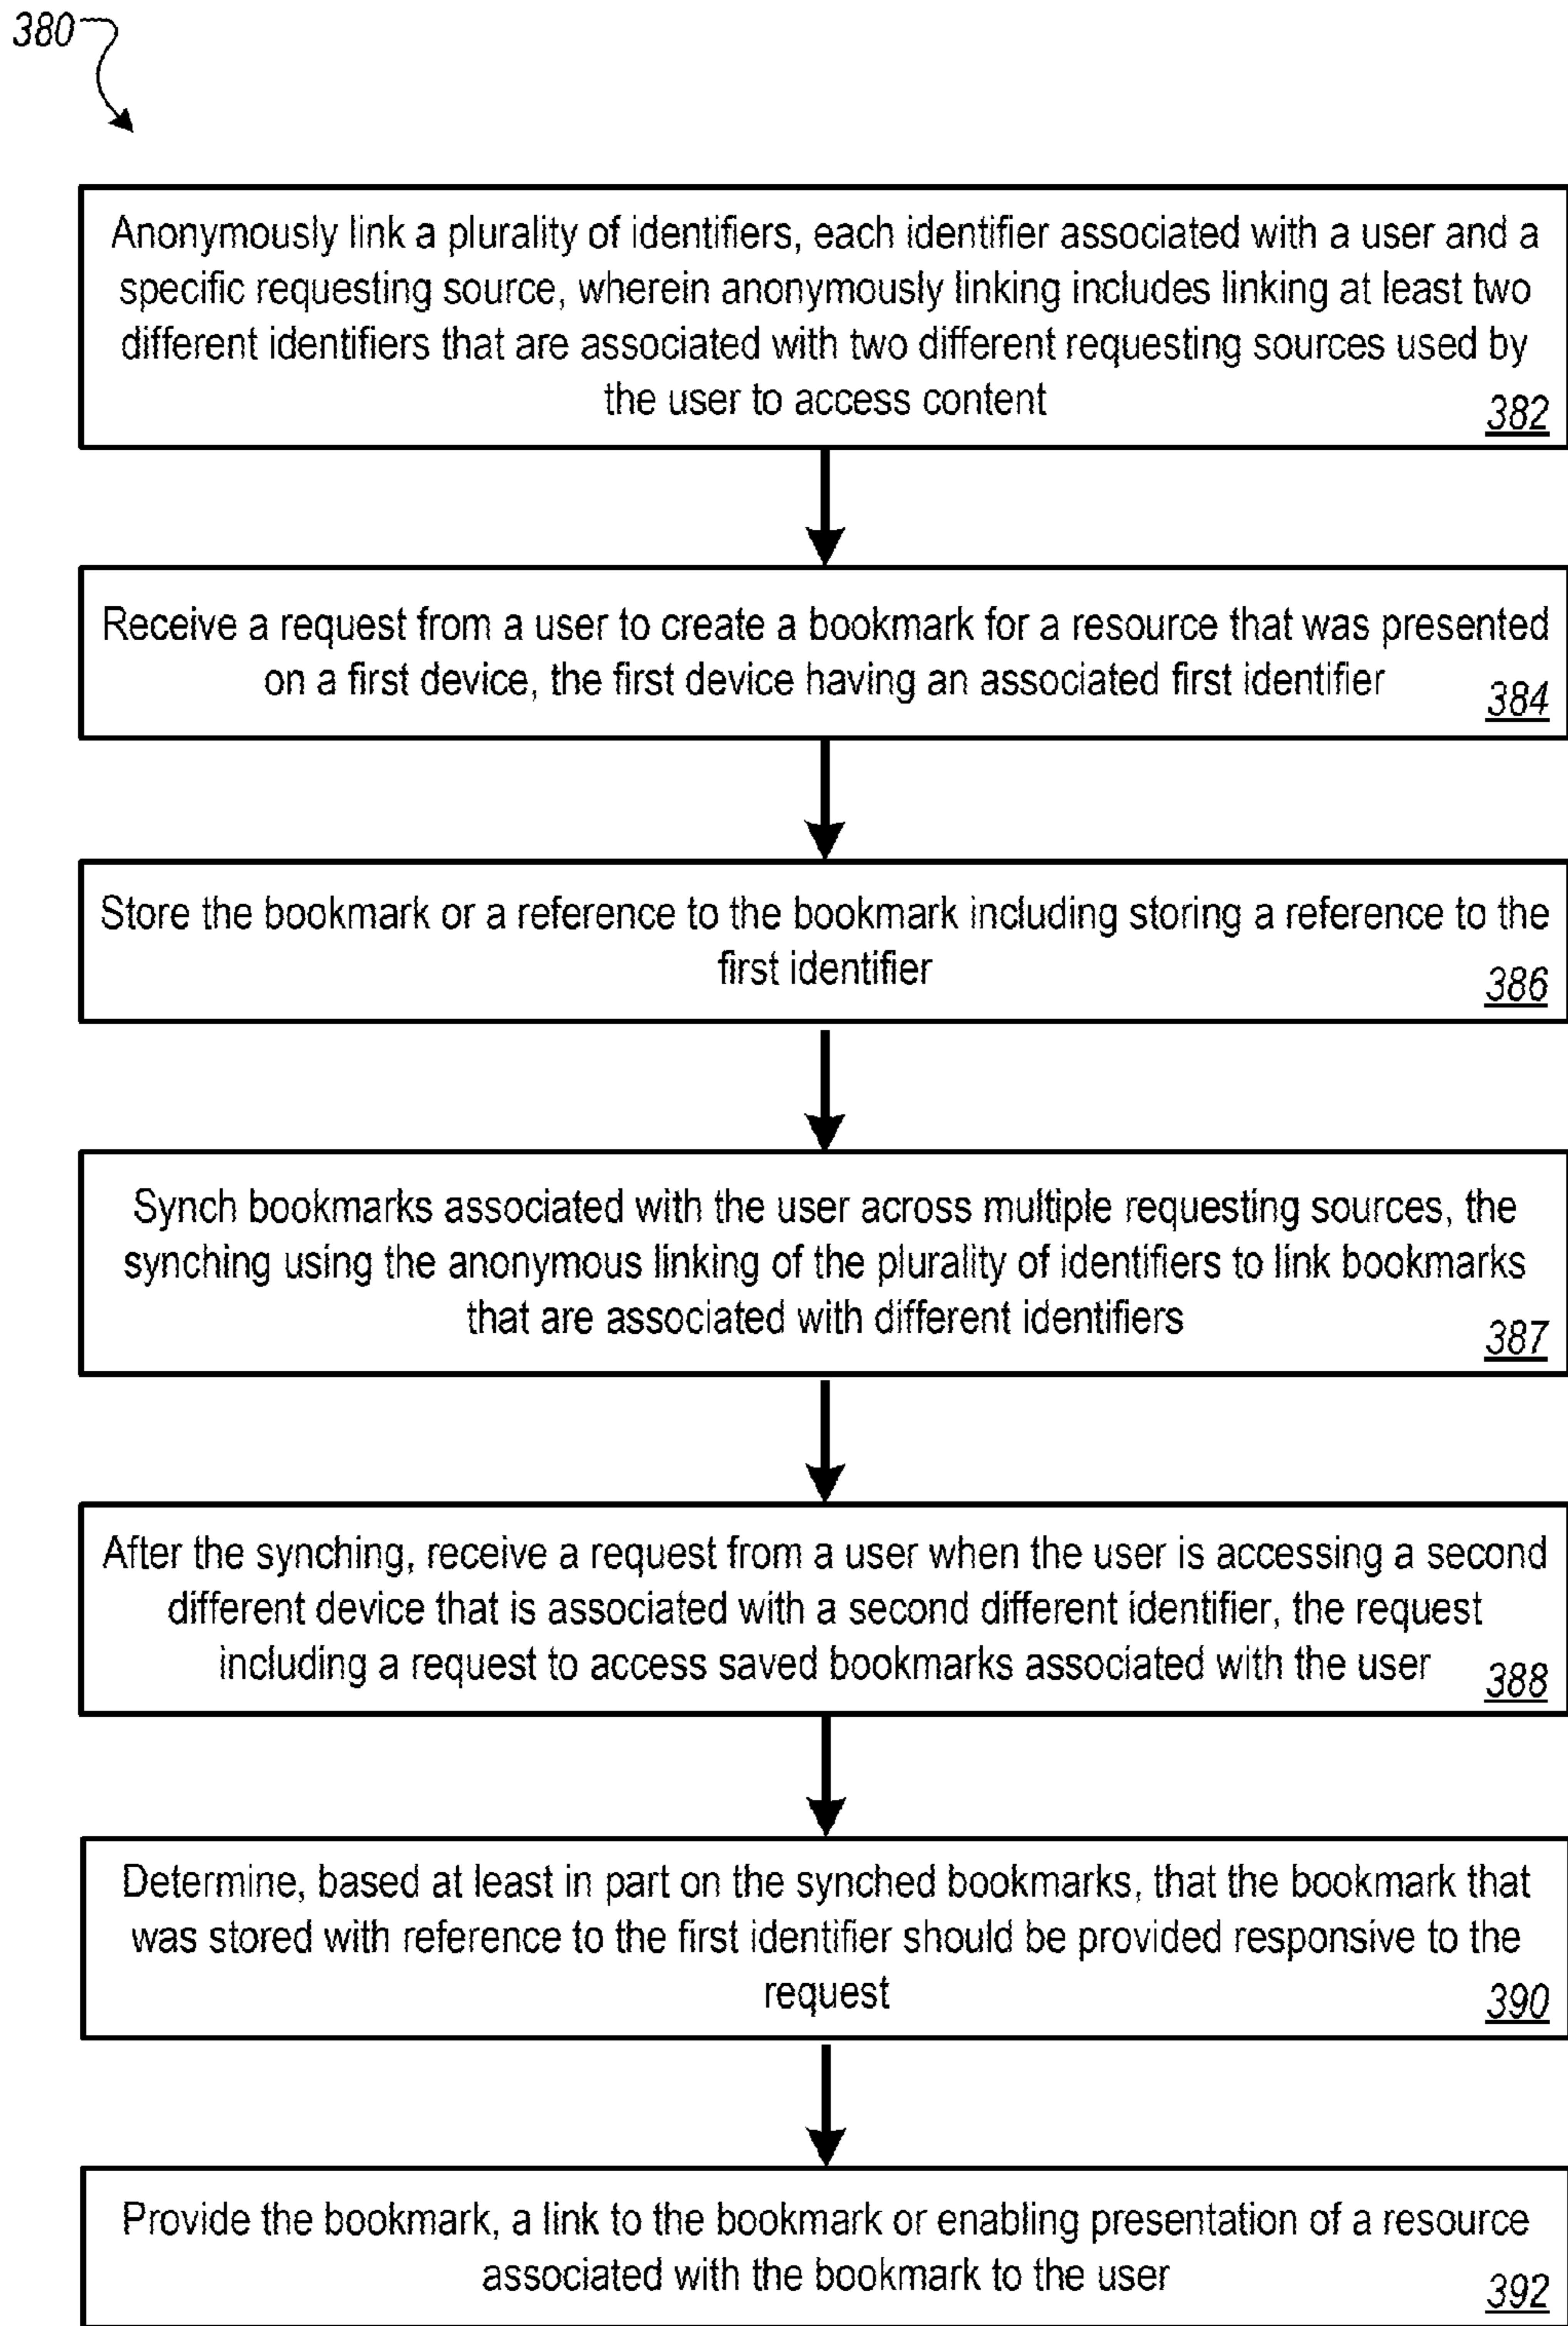 380
Anonymously link a plurality of identifiers, each identifier associated with a user and a
specific requesting source, wherein anonymously linking includes linking at least two
different identifiers that are associated with two different requesting sources used by
the user to access content
382
Receive a request from a user to create a bookmark for a resource that was presented
on a first device, the first device having an associated first identifier
384
Store the bookmark or a reference to the bookmark including storing a reference to the
first identifier
386
Synch bookmarks associated with the user across multiple requesting sources, the
synching using the anonymous linking of the plurality of identifiers to link bookmarks
that are associated with different identifiers
387
After the synching, receive a request from a user when the user is accessing a second
different device that is associated with a second different identifier, the request
including a request to access saved bookmarks associated with the user
388
Determine, based at least in part on the synched bookmarks, that the bookmark that
was stored with reference to the first identifier should be provided responsive to the
request
390
Provide the bookmark, a link to the bookmark or enabling presentation of a resource
associated with the bookmark to the user
392